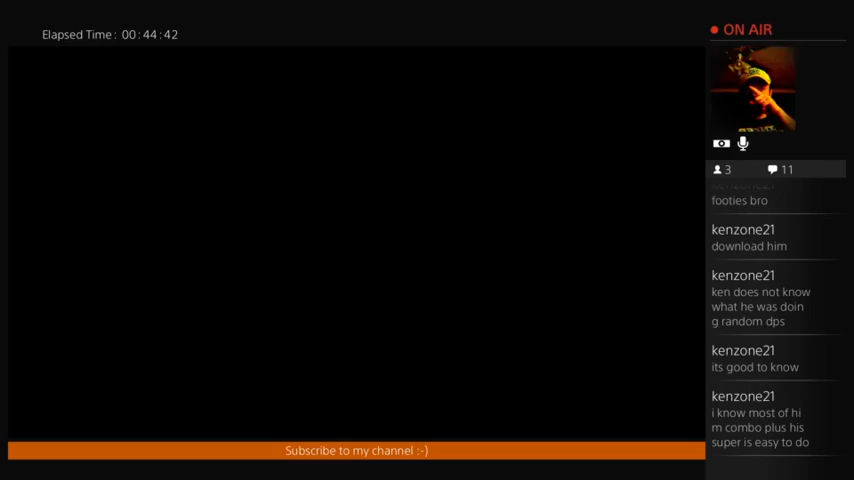 Elapsed Time: 00:44:42
ON AIR
3 11
footies bro
kenzone21
download him
kenzone21
ken does not know
what he was doin
g random dps
kenzone21
its good to know
kenzone21
i know most of hi
m combo plus his
super is easy to do
Subscribe to my channel :-)